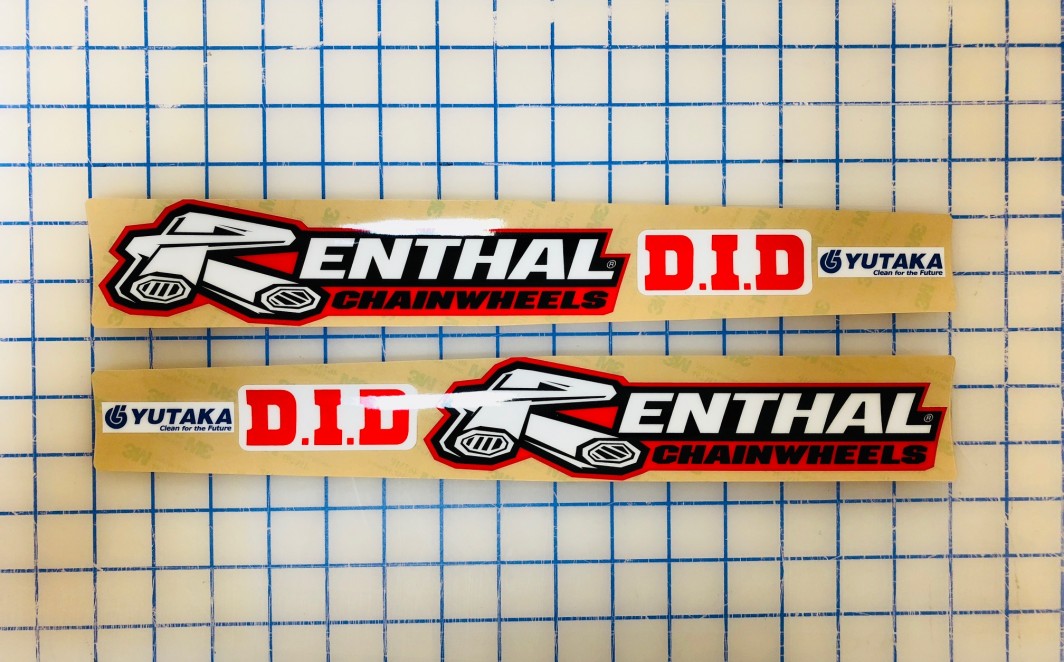 RENTHAL®
CHAINWHEELS
D.I.D
YUTAKA
Clean for the Future
YUTAKA
Clean for the Future
D.I.D
RENTHAL®
CHAINWHEELS